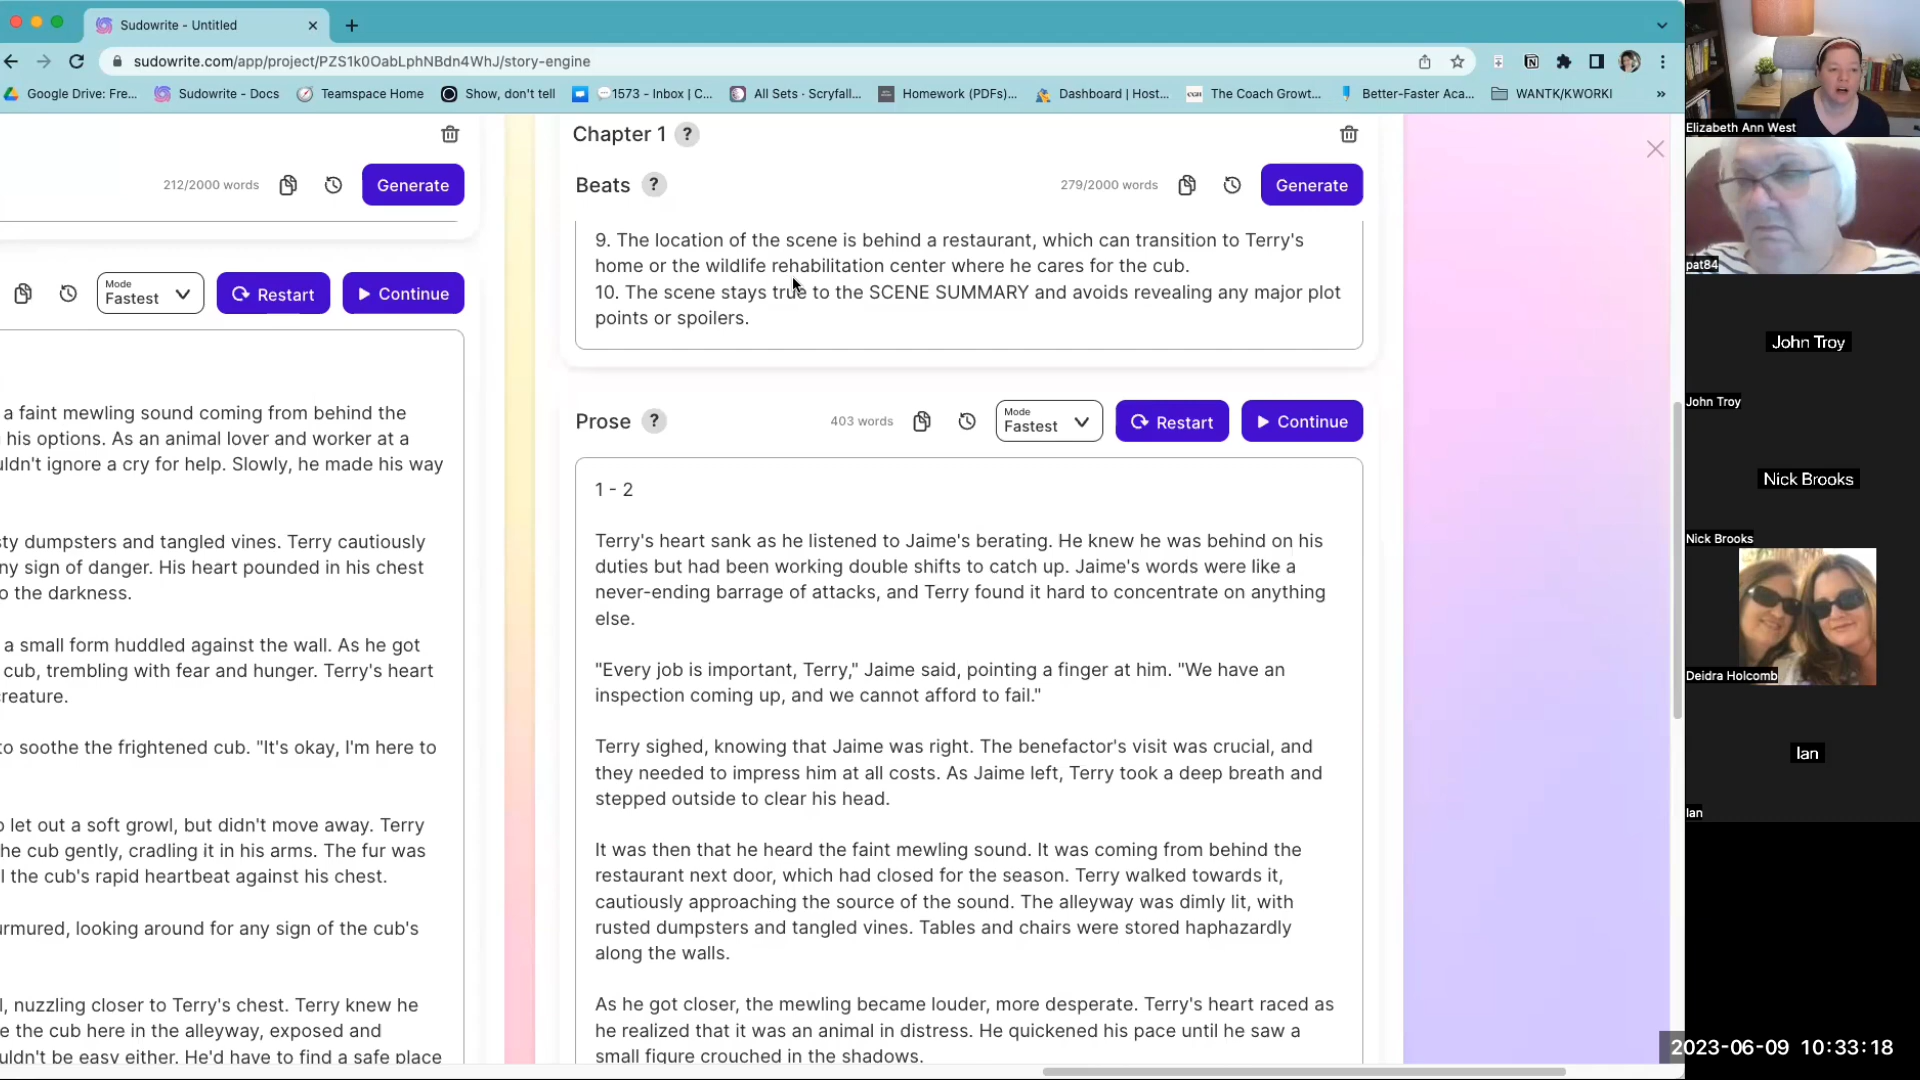 Sudowrite - Untitled
sudowrite.com/app/project/PZS1k0OabLphNBdn4WhJ/story-engine
Google Drive: Fre... Sudowrite - Docs Teamspace Home Show, don't tell 1573 - Inbox | C... All Sets · Scryfall... Homework (PDFs)... Dashboard | Host... The Coach Growt... Better-Faster Aca... WANTK/KWORKI »
212/2000 words Generate
Mode
Fastest
Restart Continue
a faint mewling sound coming from behind the
his options. As an animal lover and worker at a
uldn't ignore a cry for help. Slowly, he made his way
sty dumpsters and tangled vines. Terry cautiously
ny sign of danger. His heart pounded in his chest
o the darkness.
a small form huddled against the wall. As he got
cub, trembling with fear and hunger. Terry's heart
creature.
to soothe the frightened cub. "It's okay, I'm here to
o let out a soft growl, but didn't move away. Terry
he cub gently, cradling it in his arms. The fur was
l the cub's rapid heartbeat against his chest.
urmured, looking around for any sign of the cub's
l, nuzzling closer to Terry's chest. Terry knew he
e the cub here in the alleyway, exposed and
uldn't be easy either. He'd have to find a safe place
Chapter 1 ?
Beats ? 279/2000 words Generate
9. The location of the scene is behind a restaurant, which can transition to Terry's
home or the wildlife rehabilitation center where he cares for the cub.
10. The scene stays true to the SCENE SUMMARY and avoids revealing any major plot
points or spoilers.
Prose ? 403 words
Mode
Fastest
Restart Continue
1 - 2
Terry's heart sank as he listened to Jaime's berating. He knew he was behind on his
duties but had been working double shifts to catch up. Jaime's words were like a
never-ending barrage of attacks, and Terry found it hard to concentrate on anything
else.
"Every job is important, Terry," Jaime said, pointing a finger at him. "We have an
inspection coming up, and we cannot afford to fail."
Terry sighed, knowing that Jaime was right. The benefactor's visit was crucial, and
they needed to impress him at all costs. As Jaime left, Terry took a deep breath and
stepped outside to clear his head.
It was then that he heard the faint mewling sound. It was coming from behind the
restaurant next door, which had closed for the season. Terry walked towards it,
cautiously approaching the source of the sound. The alleyway was dimly lit, with
rusted dumpsters and tangled vines. Tables and chairs were stored haphazardly
along the walls.
As he got closer, the mewling became louder, more desperate. Terry's heart raced as
he realized that it was an animal in distress. He quickened his pace until he saw a
small figure crouched in the shadows.
Elizabeth Ann West
pat84
John Troy
John Troy
Nick Brooks
Nick Brooks
Deidra Holcomb
Ian
Ian
2023-06-09 10:33:18